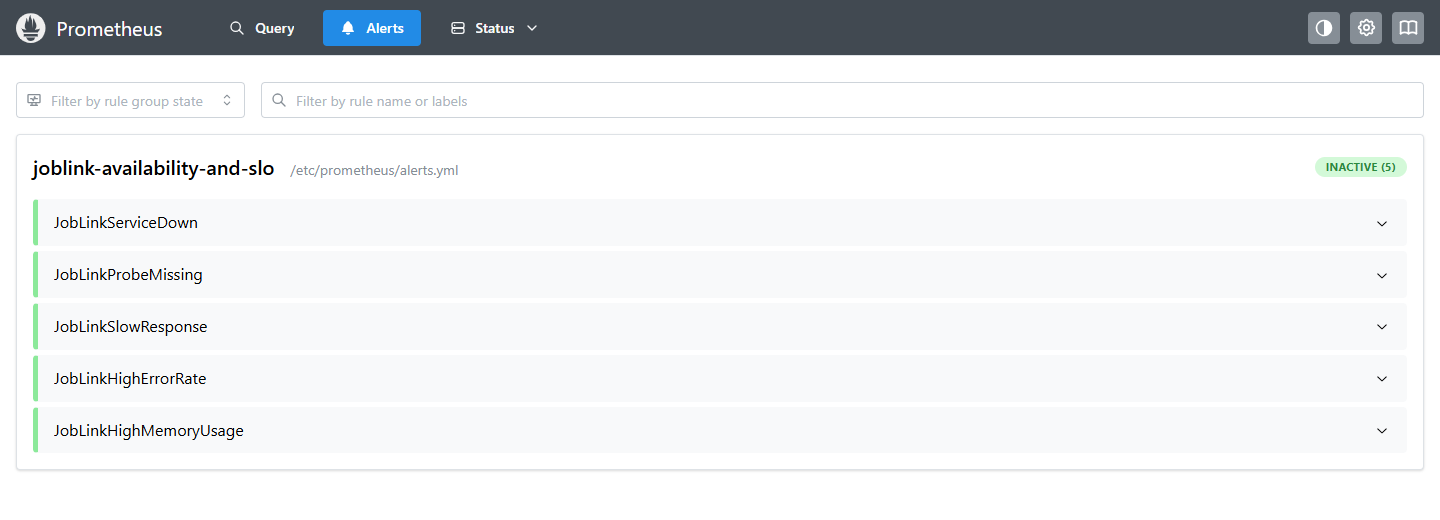 Prometheus
Query
Alerts
Status
Filter by rule group state
Filter by rule name or labels
joblink-availability-and-slo /etc/prometheus/alerts.yml INACTIVE (5)
JobLinkServiceDown
JobLinkProbeMissing
JobLinkSlowResponse
JobLinkHighErrorRate
JobLinkHighMemoryUsage